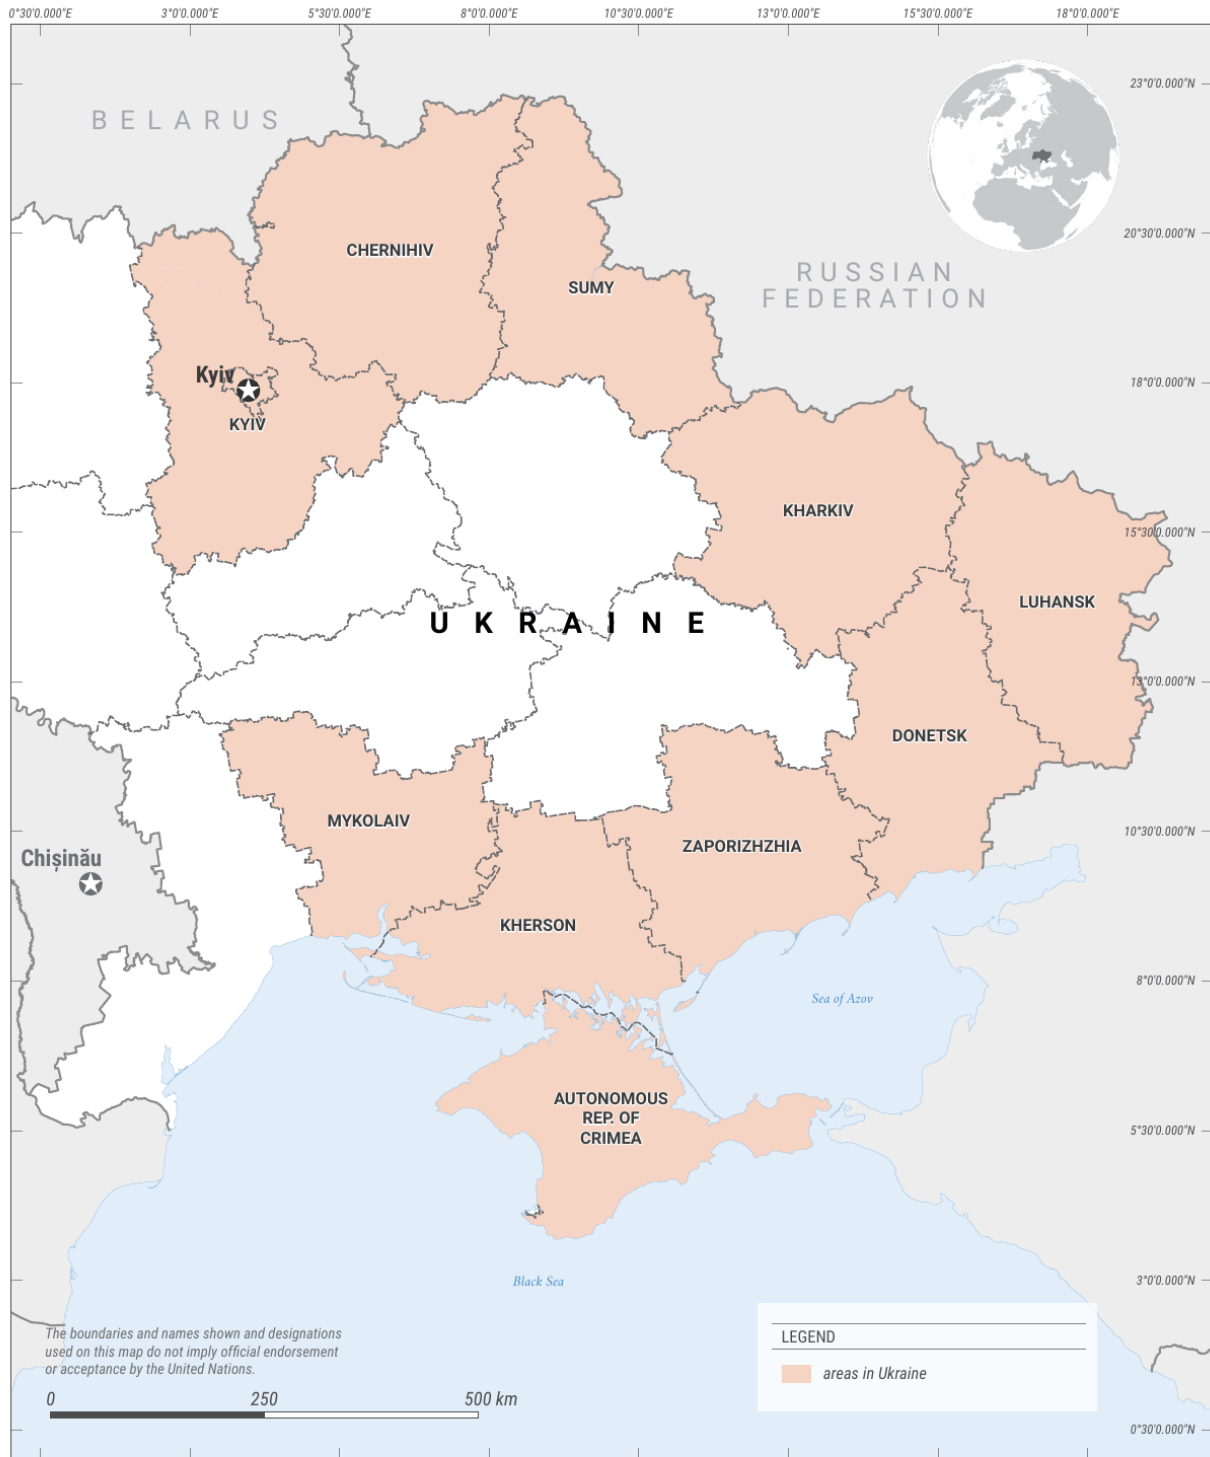 0°30'0.000"E 3°0'0.000"E 5°30'0.000"E 8°0'0.000"E 10°30'0.000"E 13°0'0.000"E 15°30'0.000"E 18°0'0.000"E
23°0'0.000"N
BELARUS
20°30'0.000"N
CHERNIHIV
RUSSIAN
FEDERATION
SUMY
Kyiv
18°0'0.000"N
KYIV
KHARKIV
15°30'0.000"N
LUHANSK
UKRAINE
13°0'0.000"N
DONETSK
MYKOLAIV
10°30'0.000"N
ZAPORIZHZHIA
Chișinău
KHERSON
8°0'0.000"N
Sea of Azov
AUTONOMOUS
REP. OF
CRIMEA
5°30'0.000"N
Black Sea
3°0'0.000"N
The boundaries and names shown and designations
used on this map do not imply official endorsement
or acceptance by the United Nations.
LEGEND
areas in Ukraine
0 250 500 km
0°30'0.000"N